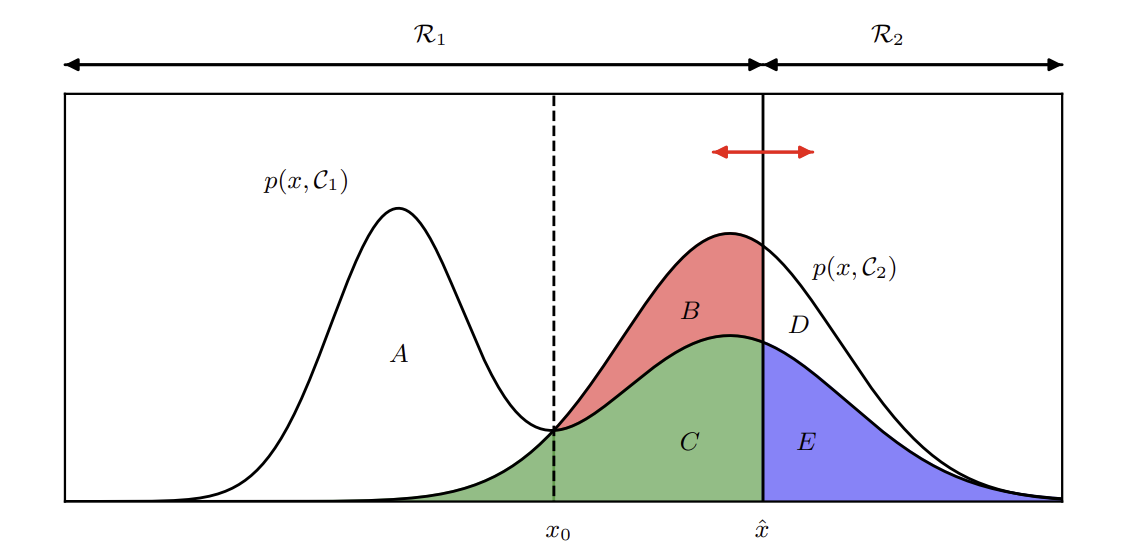 ℛ₁ ℛ₂
p(x, 𝒞₁)
p(x, 𝒞₂)
B
D
A
C E
x₀ x̂